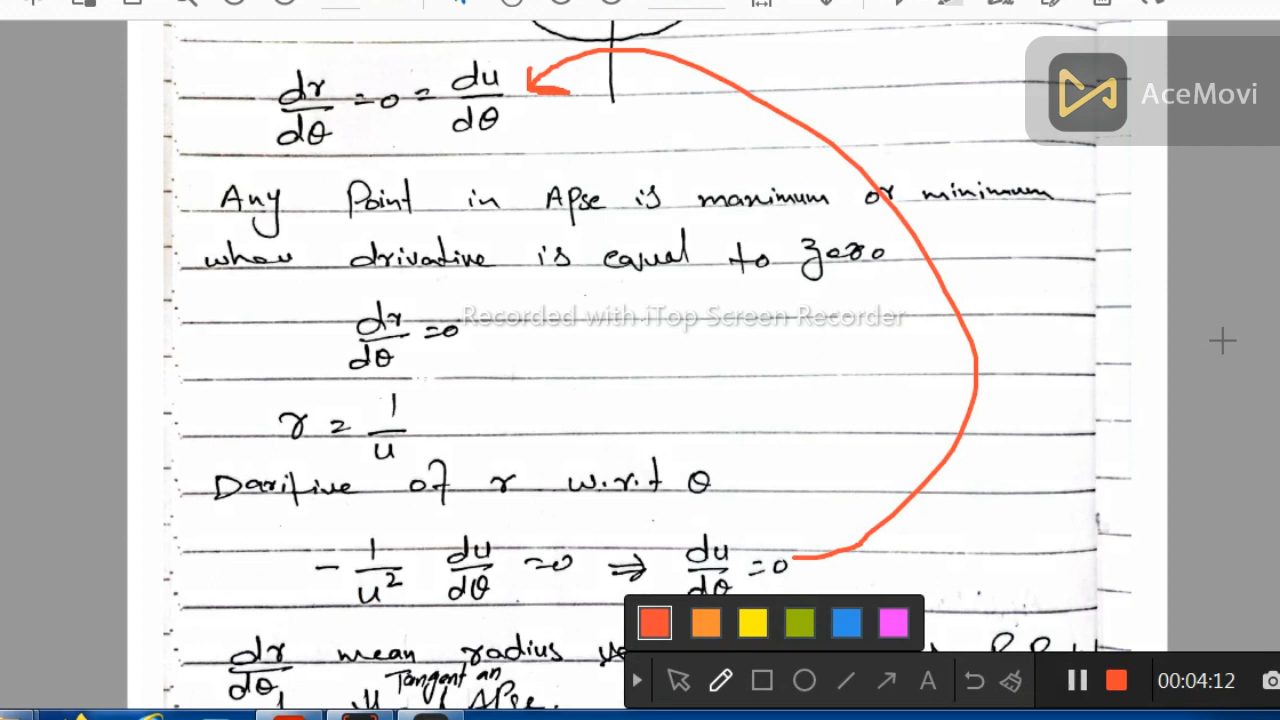 dr/dθ = 0 = du/dθ
AceMovi
Any Point in Apse is maximum or minimum
when drivative is equal to zero
Recorded with iTop Screen Recorder
dr/dθ = 0
r = 1/u
Darifive of r w.r.t θ
- 1/u² du/dθ = 0 ⇒ du/dθ = 0
dr/dθ mean radius
Tangent an
Apse.
A
00:04:12